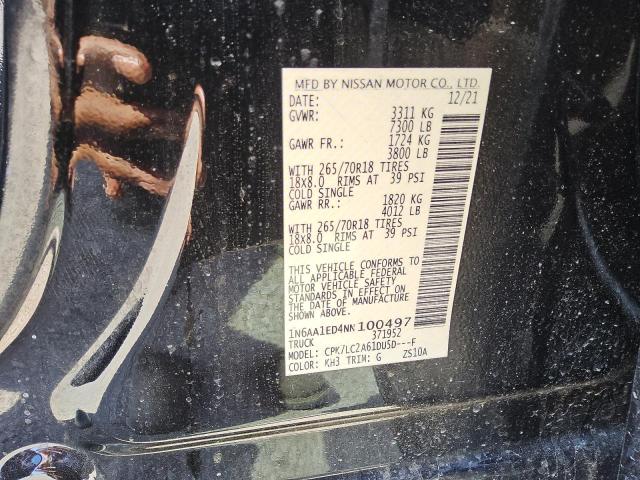 MFD BY NISSAN MOTOR CO., LTD.
DATE: 12/21
GVWR: 3311 KG
7300 LB
GAWR FR.: 1724 KG
3800 LB
WITH 265/70R18 TIRES
18X8.0 RIMS AT 39 PSI
COLD SINGLE
GAWR RR.: 1820 KG
4012 LB
WITH 265/70R18 TIRES
18X8.0 RIMS AT 39 PSI
COLD SINGLE
THIS VEHICLE CONFORMS TO
ALL APPLICABLE FEDERAL
MOTOR VEHICLE SAFETY
STANDARDS IN EFFECT ON
THE DATE OF MANUFACTURE
SHOWN ABOVE.
1N6AA1ED4NN100497
TRUCK 371952
MODEL: CPK7LC2A61DU5D---F
COLOR: KH3 TRIM: G ZS10A